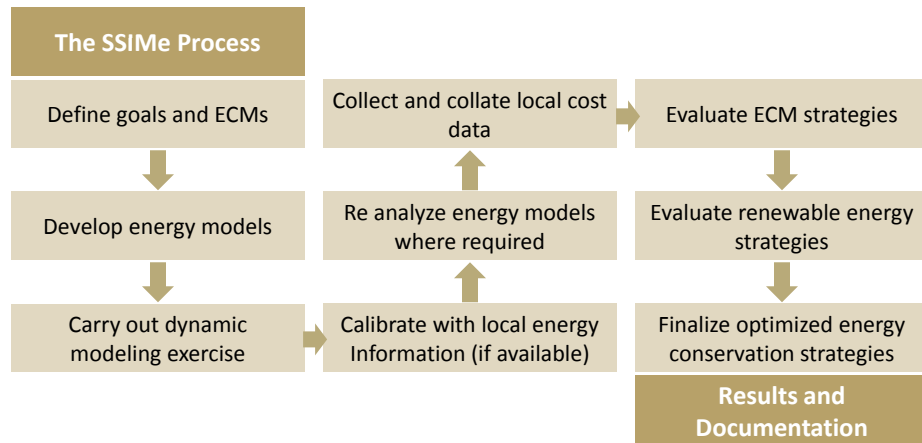 The SSIMe Process
Define goals and ECMs
Develop energy models
Carry out dynamic
modeling exercise
Calibrate with local energy
Information (if available)
Re analyze energy models
where required
Collect and collate local cost
data
Evaluate ECM strategies
Evaluate renewable energy
strategies
Finalize optimized energy
conservation strategies
Results and
Documentation